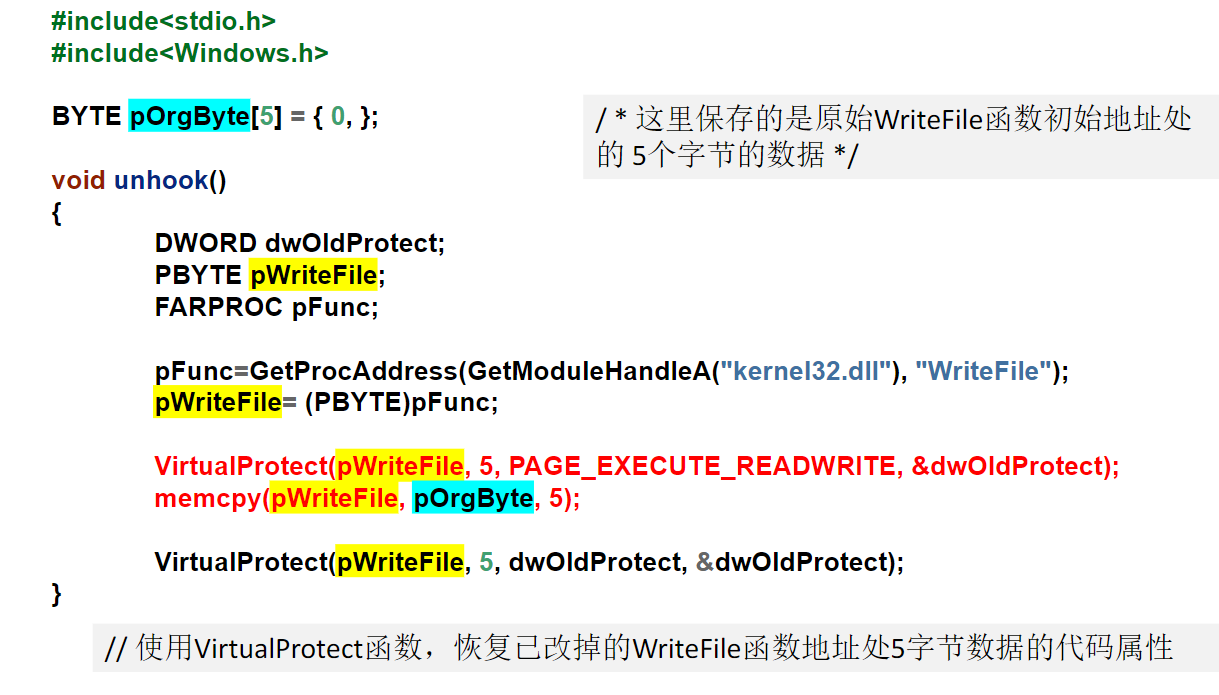 #include<stdio.h>
#include<Windows.h>
BYTE pOrgByte[5] = { 0, };
/ * 这里保存的是原始WriteFile函数初始地址处
的 5个字节的数据 */
void unhook()
{
DWORD dwOldProtect;
PBYTE pWriteFile;
FARPROC pFunc;
pFunc=GetProcAddress(GetModuleHandleA("kernel32.dll"), "WriteFile");
pWriteFile= (PBYTE)pFunc;
VirtualProtect(pWriteFile, 5, PAGE_EXECUTE_READWRITE, &dwOldProtect);
memcpy(pWriteFile, pOrgByte, 5);
VirtualProtect(pWriteFile, 5, dwOldProtect, &dwOldProtect);
}
// 使用VirtualProtect函数，恢复已改掉的WriteFile函数地址处5字节数据的代码属性